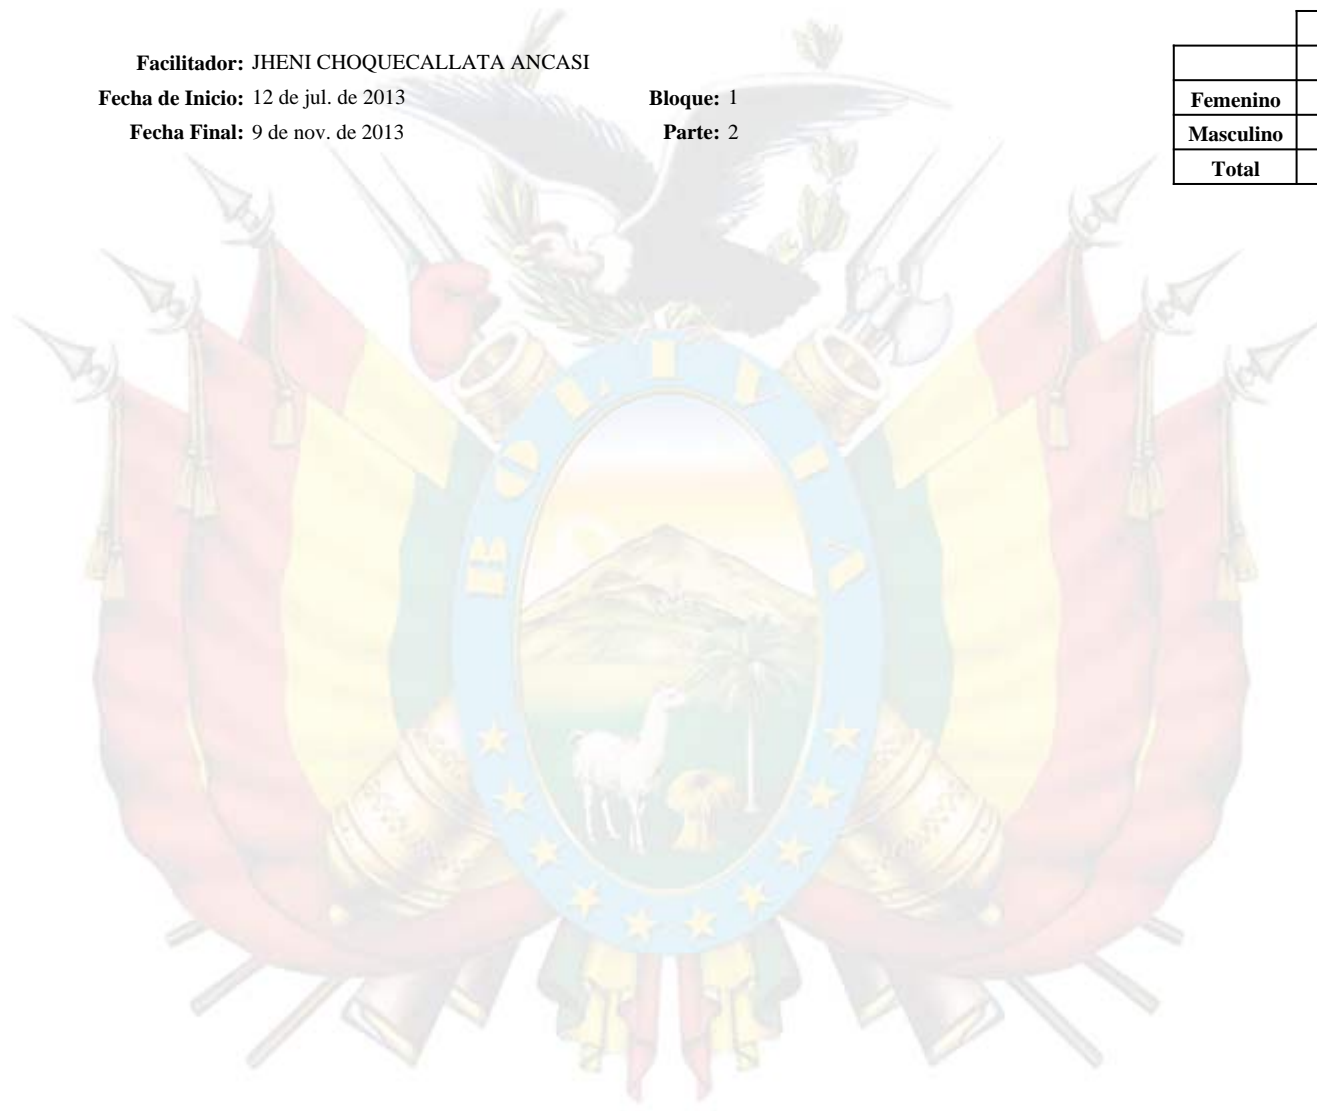 Facilitador: JHENI CHOQUECALLATA ANCASI
Fecha de Inicio: 12 de jul. de 2013 Bloque: 1
Fecha Final: 9 de nov. de 2013 Parte: 2
Femenino
Masculino
Total
BOLIVIA